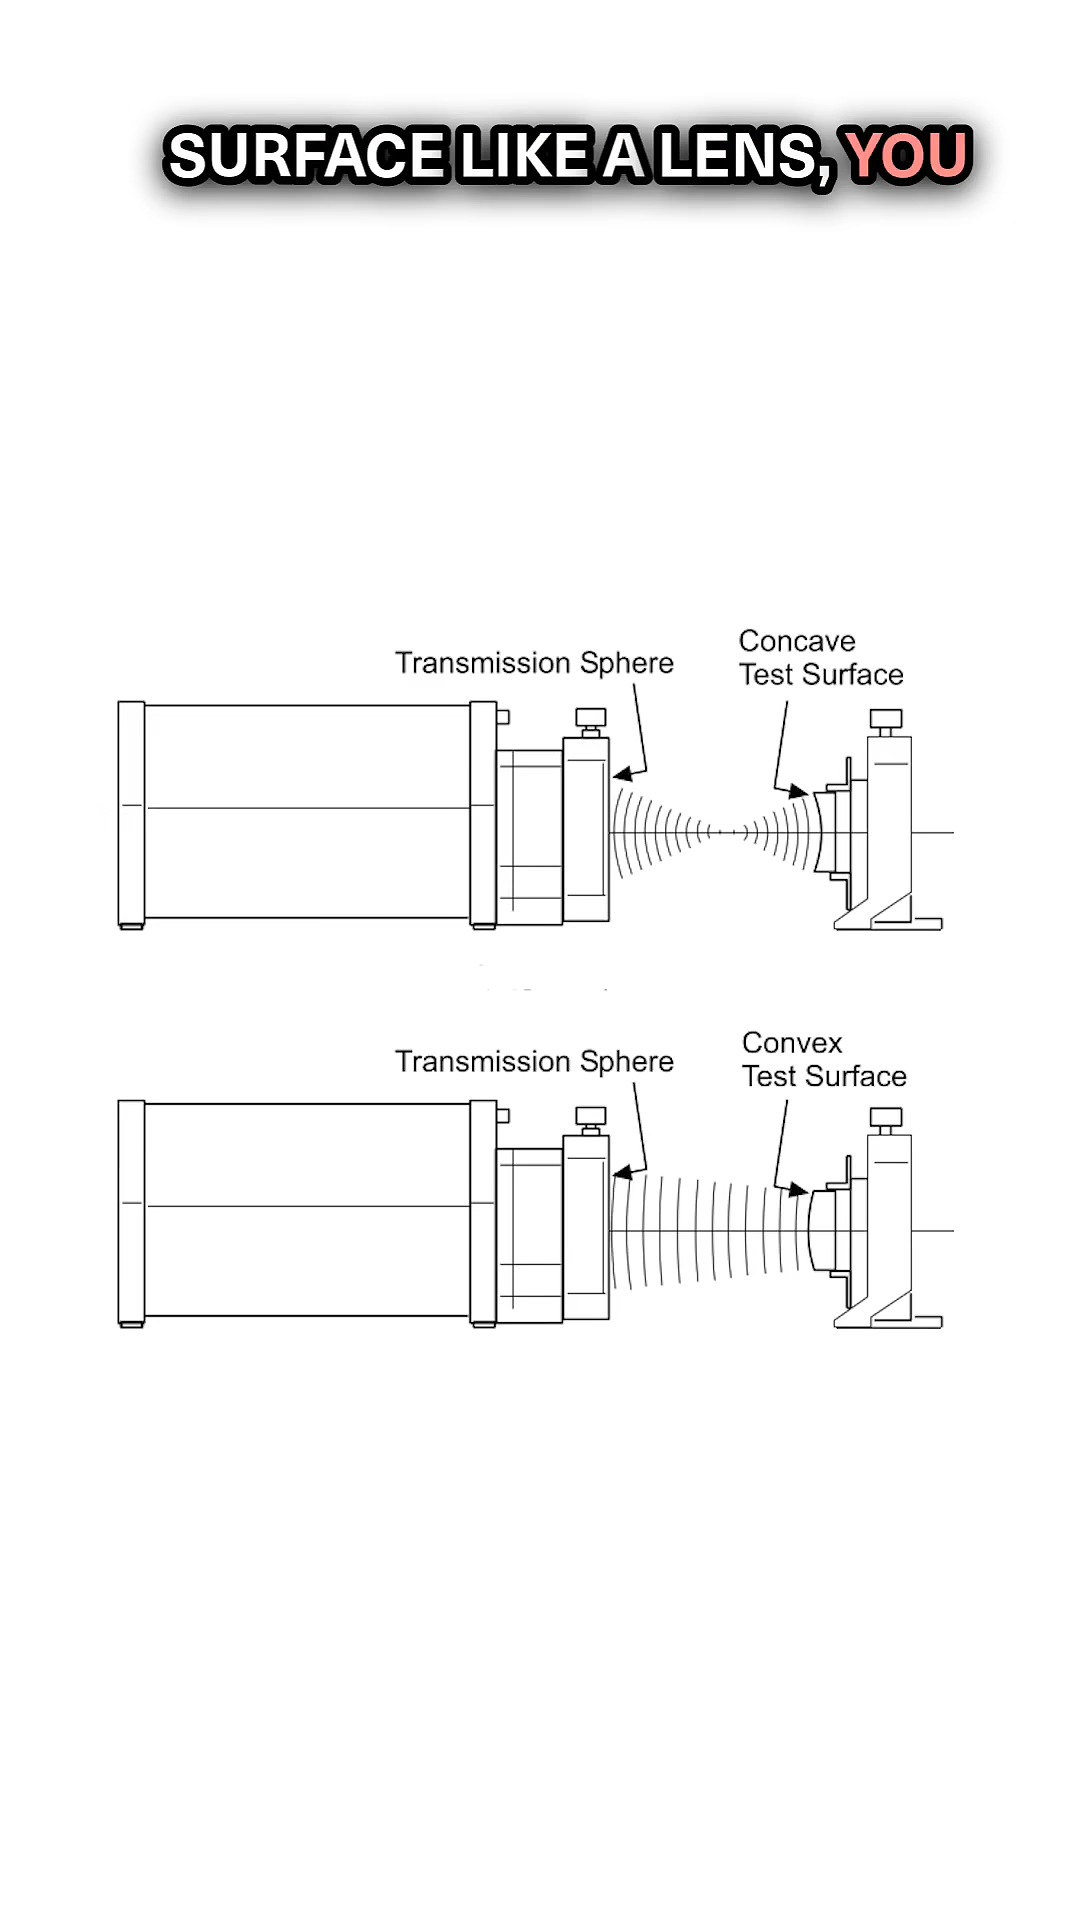 SURFACE LIKE A LENS, YOU
Transmission Sphere
Concave
Test Surface
Transmission Sphere
Convex
Test Surface